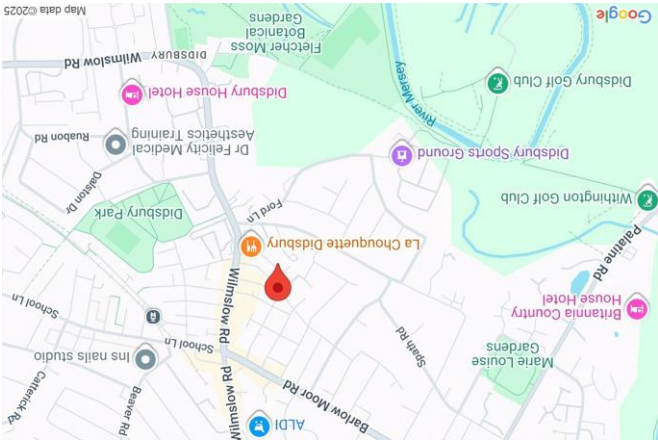 ALDI
Wilmslow Rd
Barlow Moor Rd
Beaver Rd
Catterick Rd
Ins nails studio
School Ln
School Ln
Marie Louise
Gardens
Spath Rd
Britannia Country
House Hotel
Palatine Rd
Wilmslow Rd
La Chouquette Didsbury
Didsbury Park
Ford Ln
Dalston Dr
Withington Golf Club
Didsbury Sports Ground
Dr Felicity Medical
Aesthetics Training
Ruabon Rd
Didsbury House Hotel
River Mersey
Didsbury Golf Club
DIDSBURY
Wilmslow Rd
Fletcher Moss
Botanical
Gardens
Google
Map data ©2025